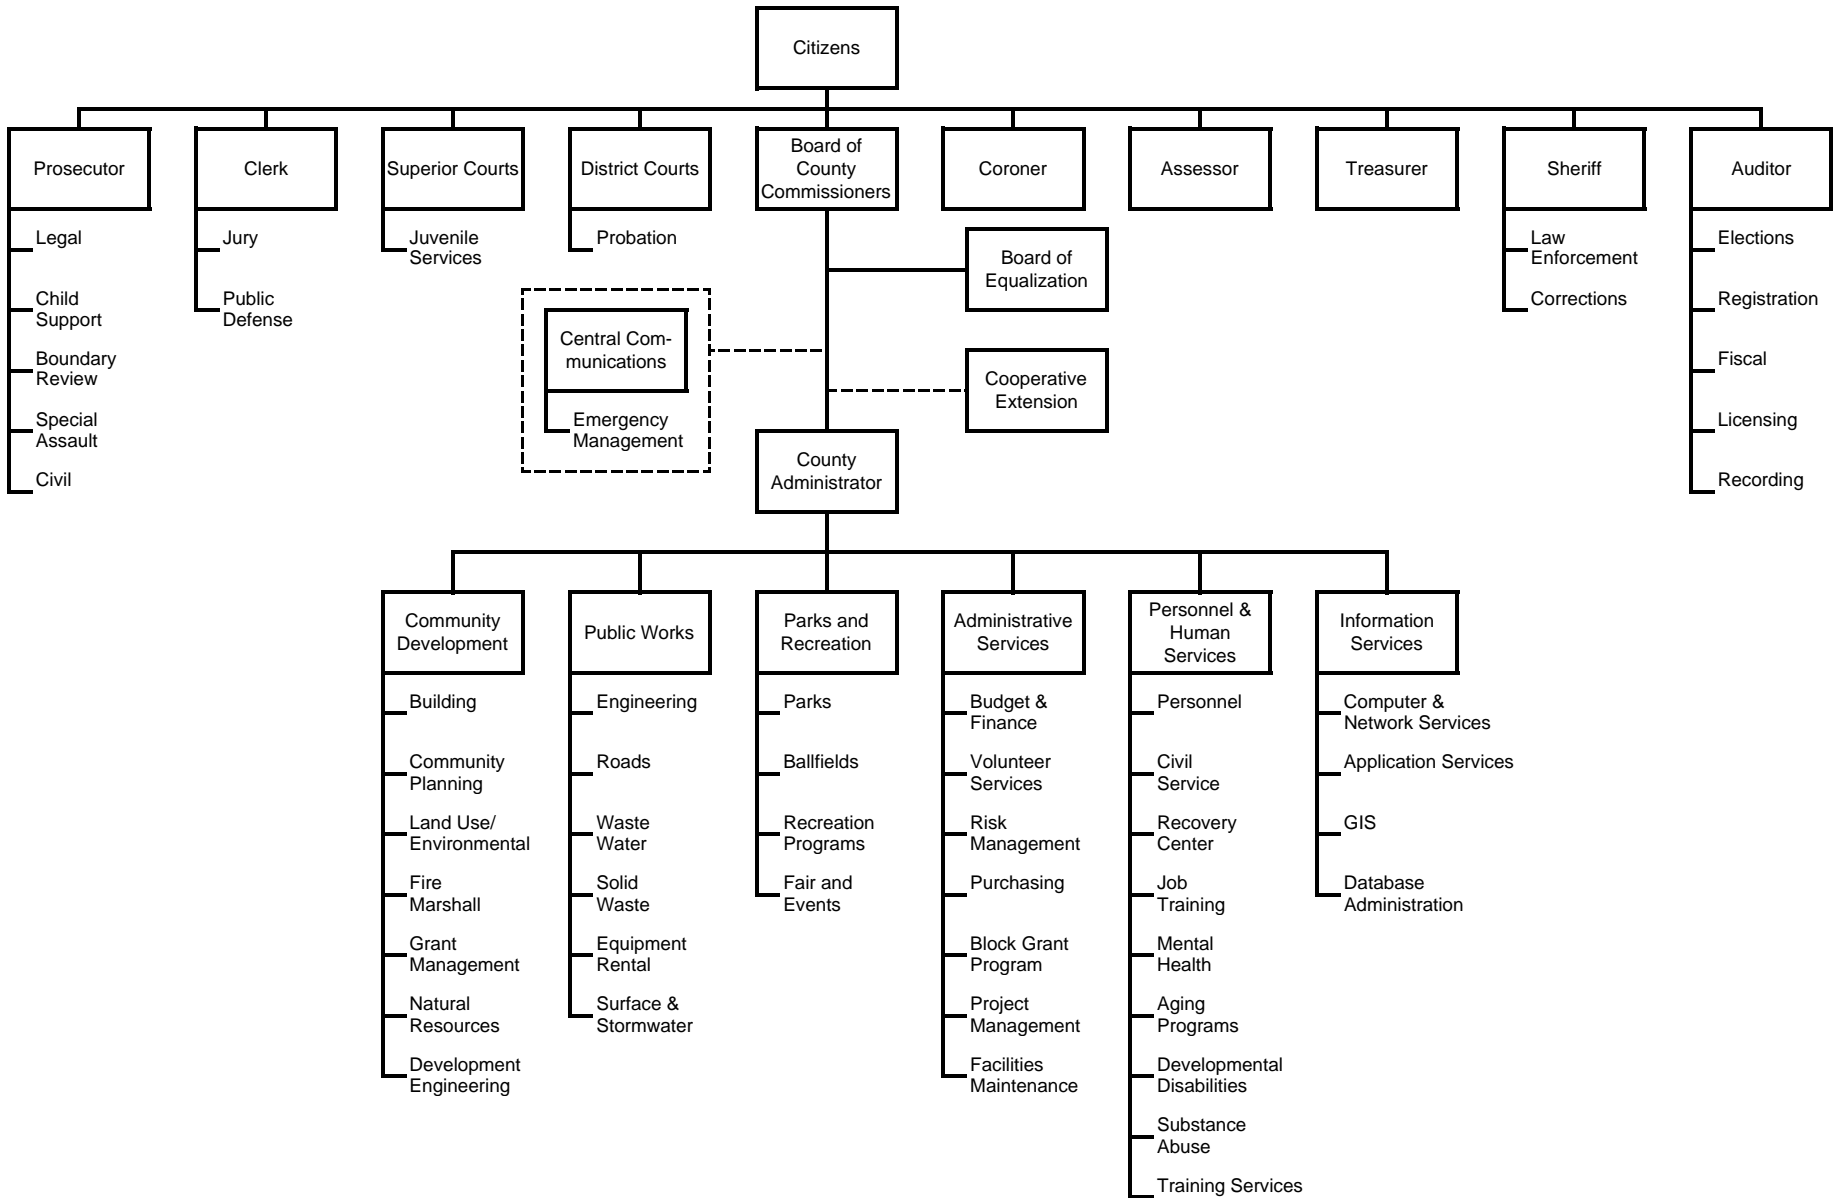 Citizens
Prosecutor
Clerk
Superior Courts
District Courts
Board of
County
Commissioners
Coroner
Assessor
Treasurer
Sheriff
Auditor
Legal
Child
Support
Boundary
Review
Special
Assault
Civil
Jury
Public
Defense
Juvenile
Services
Probation
Board of
Equalization
Central Com-
munications
Emergency
Management
Cooperative
Extension
County
Administrator
Law
Enforcement
Corrections
Elections
Registration
Fiscal
Licensing
Recording
Community
Development
Building
Community
Planning
Land Use/
Environmental
Fire
Marshall
Grant
Management
Natural
Resources
Development
Engineering
Public Works
Engineering
Roads
Waste
Water
Solid
Waste
Equipment
Rental
Surface &
Stormwater
Parks and
Recreation
Parks
Ballfields
Recreation
Programs
Fair and
Events
Administrative
Services
Budget &
Finance
Volunteer
Services
Risk
Management
Purchasing
Block Grant
Program
Project
Management
Facilities
Maintenance
Personnel &
Human
Services
Personnel
Civil
Service
Recovery
Center
Job
Training
Mental
Health
Aging
Programs
Developmental
Disabilities
Substance
Abuse
Training Services
Information
Services
Computer &
Network Services
Application Services
GIS
Database
Administration